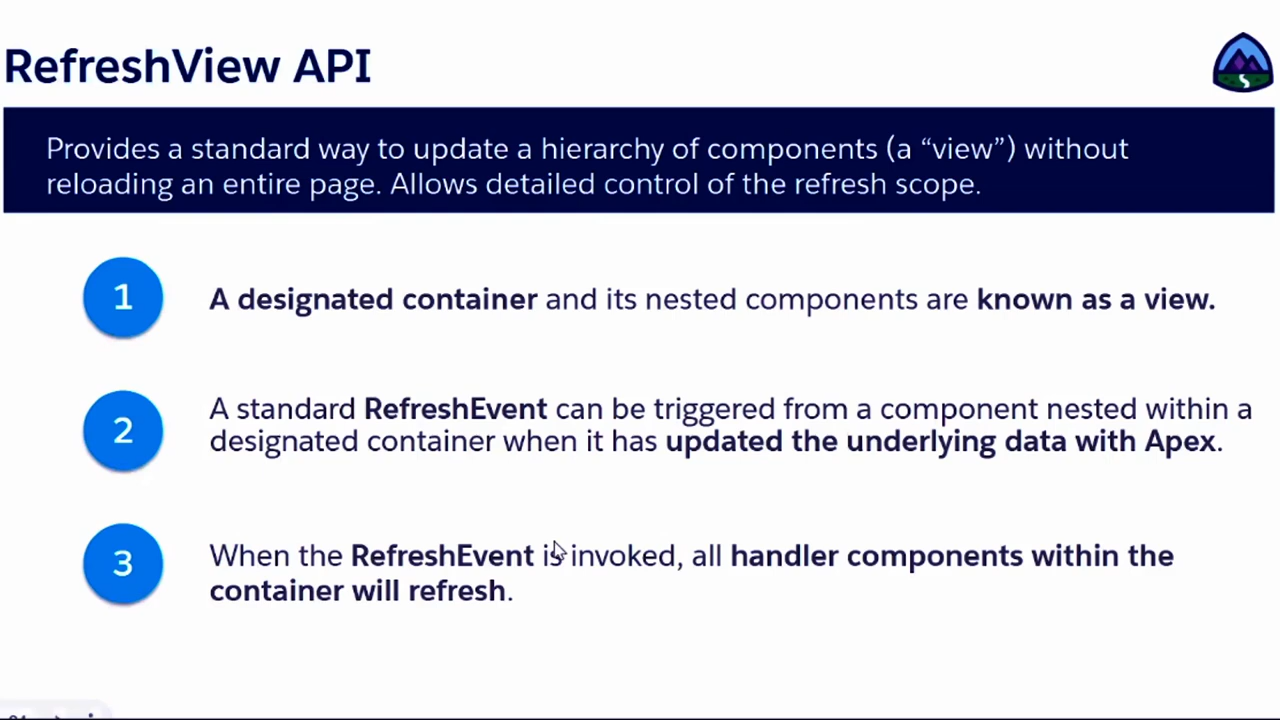 RefreshView API
Provides a standard way to update a hierarchy of components (a “view”) without
reloading an entire page. Allows detailed control of the refresh scope.
1
A designated container and its nested components are known as a view.
2
A standard RefreshEvent can be triggered from a component nested within a
designated container when it has updated the underlying data with Apex.
3
When the RefreshEvent is invoked, all handler components within the
container will refresh.